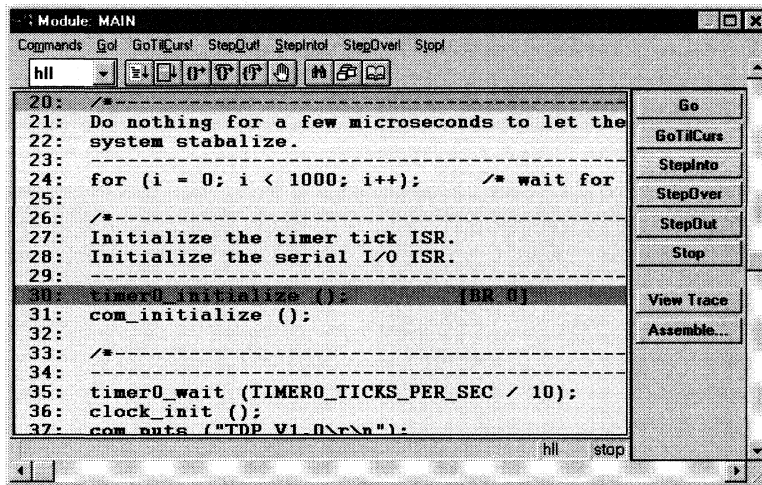 Module: MAIN
Commands Go! GoTilCurs! StepOut! StepInto! StepOver! Stop!
hll
20: /*---------------------------------------------
21: Do nothing for a few microseconds to let the
22: system stabalize.
23: ---------------------------------------------
24: for (i = 0; i < 1000; i++); /* wait for
25:
26: /*---------------------------------------------
27: Initialize the timer tick ISR.
28: Initialize the serial I/O ISR.
29: ---------------------------------------------
30: timer0_initialize (); [BR 0]
31: com_initialize ();
32:
33: /*---------------------------------------------
34: ---------------------------------------------
35: timer0_wait (TIMER0_TICKS_PER_SEC / 10);
36: clock_init ();
37: com_puts ("TDP V1.0\r\n");
Go
GoTilCurs
StepInto
StepOver
StepOut
Stop
View Trace
Assemble...
hll stop